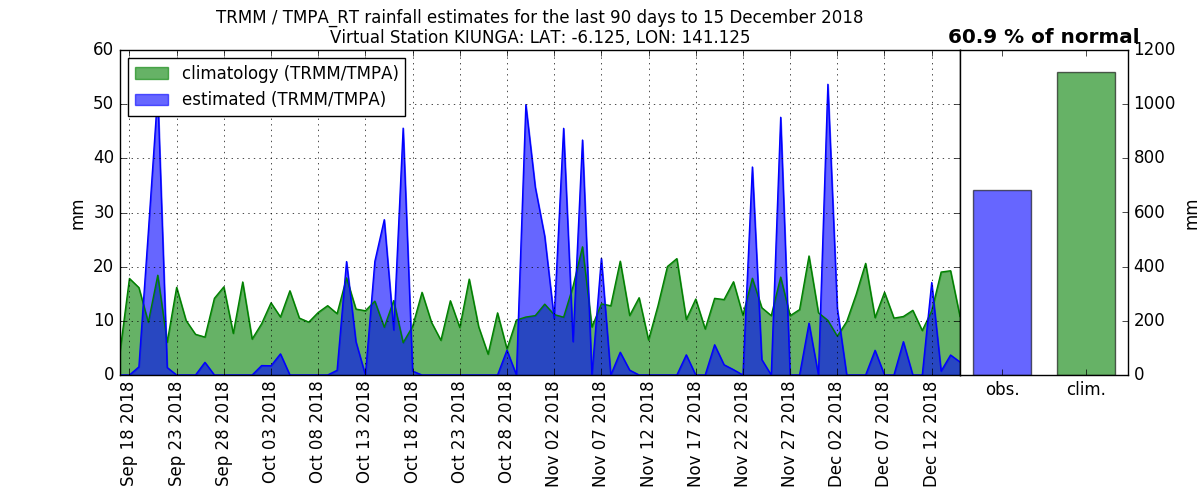 TRMM / TMPA_RT rainfall estimates for the last 90 days to 15 December 2018
Virtual Station KIUNGA: LAT: -6.125, LON: 141.125
60.9 % of normal
climatology (TRMM/TMPA)
estimated (TRMM/TMPA)
60
50
40
30
20
10
0
mm
1200
1000
800
600
400
200
0
mm
Sep 18 2018
Sep 23 2018
Sep 28 2018
Oct 03 2018
Oct 08 2018
Oct 13 2018
Oct 18 2018
Oct 23 2018
Oct 28 2018
Nov 02 2018
Nov 07 2018
Nov 12 2018
Nov 17 2018
Nov 22 2018
Nov 27 2018
Dec 02 2018
Dec 07 2018
Dec 12 2018
obs.
clim.